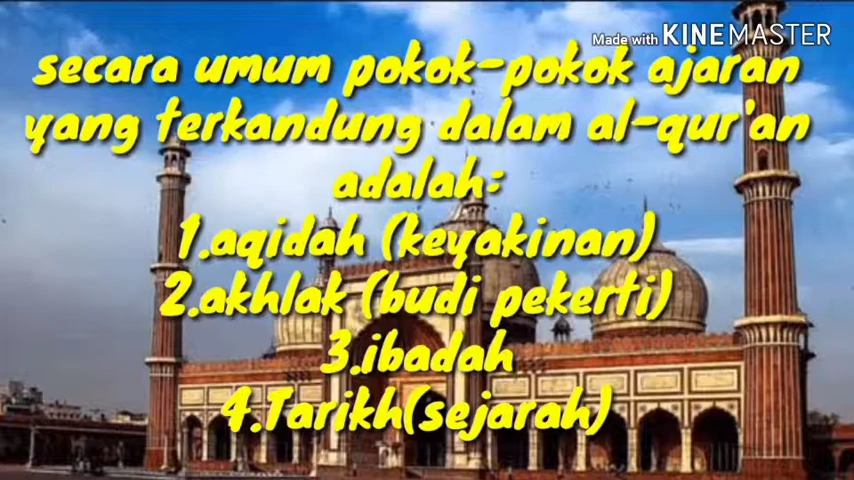 Made with KINEMASTER
secara umum pokok-pokok ajaran
yang terkandung dalam al-qur'an
adalah:
1.aqidah (keyakinan)
2.akhlak (budi pekerti)
3.ibadah
4.Tarikh(sejarah)